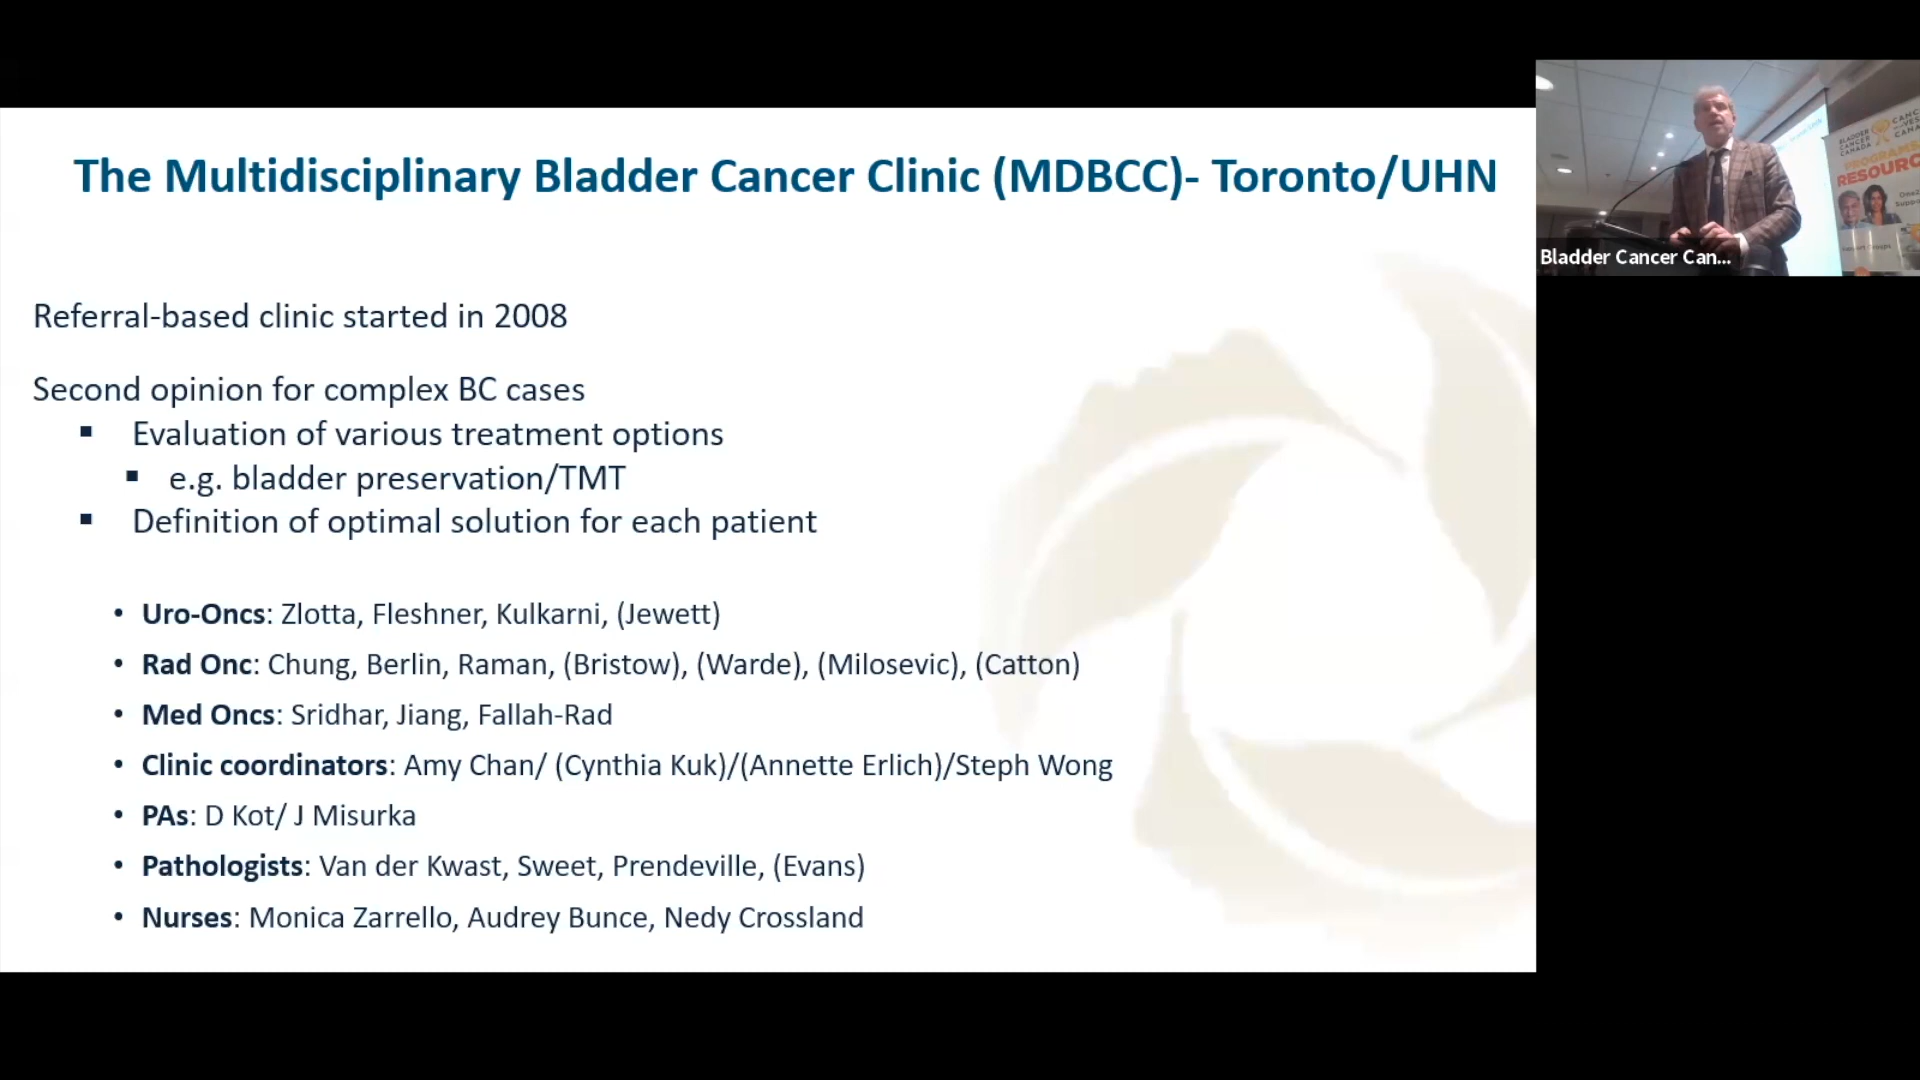 The Multidisciplinary Bladder Cancer Clinic (MDBCC)- Toronto/UHN
Referral-based clinic started in 2008
Second opinion for complex BC cases
▪ Evaluation of various treatment options
▪ e.g. bladder preservation/TMT
▪ Definition of optimal solution for each patient
• Uro-Oncs: Zlotta, Fleshner, Kulkarni, (Jewett)
• Rad Onc: Chung, Berlin, Raman, (Bristow), (Warde), (Milosevic), (Catton)
• Med Oncs: Sridhar, Jiang, Fallah-Rad
• Clinic coordinators: Amy Chan/ (Cynthia Kuk)/(Annette Erlich)/Steph Wong
• PAs: D Kot/ J Misurka
• Pathologists: Van der Kwast, Sweet, Prendeville, (Evans)
• Nurses: Monica Zarrello, Audrey Bunce, Nedy Crossland
BLADDER
CANCER
CANADA
RESOURC
Bladder Cancer Can...